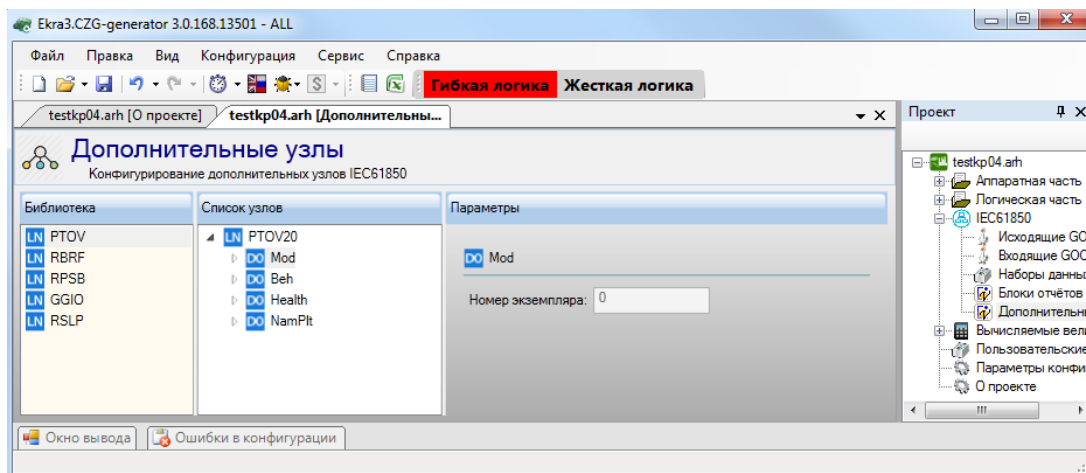 Ekra3.CZG-generator 3.0.168.13501 - ALL
Файл Правка Вид Конфигурация Сервис Справка
Гибкая логика Жесткая логика
testkp04.arh [О проекте] testkp04.arh [Дополнительны...
Дополнительные узлы
Конфигурирование дополнительных узлов IEC61850
Библиотека
LN PTOV
LN RBRF
LN RPSB
LN GGIO
LN RSLP
Список узлов
LN PTOV20
DO Mod
DO Beh
DO Health
DO NamPlt
Параметры
DO Mod
Номер экземпляра: 0
Проект
testkp04.arh
Аппаратная часть
Логическая часть
IEC61850
Исходящие GO
Входящие GOO
Наборы данны
Блоки отчётов
Дополнительн
Вычисляемые вели
Пользовательские
Параметры конфи
О проекте
Окно вывода Ошибки в конфигурации